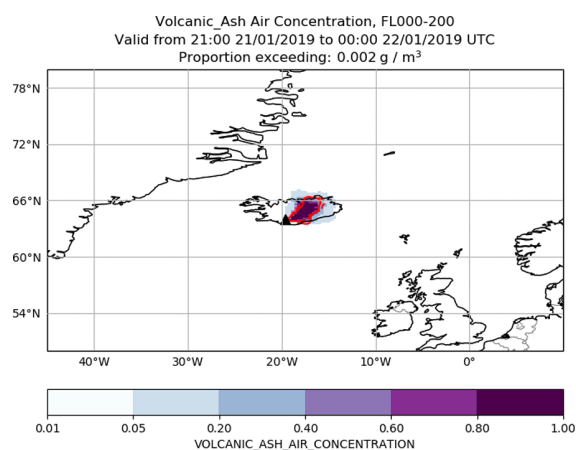 Volcanic_Ash Air Concentration, FL000-200
Valid from 21:00 21/01/2019 to 00:00 22/01/2019 UTC
Proportion exceeding: 0.002 g / m³
78°N
72°N
66°N
60°N
54°N
40°W 30°W 20°W 10°W 0°
0.01 0.05 0.20 0.40 0.60 0.80 1.00
VOLCANIC_ASH_AIR_CONCENTRATION